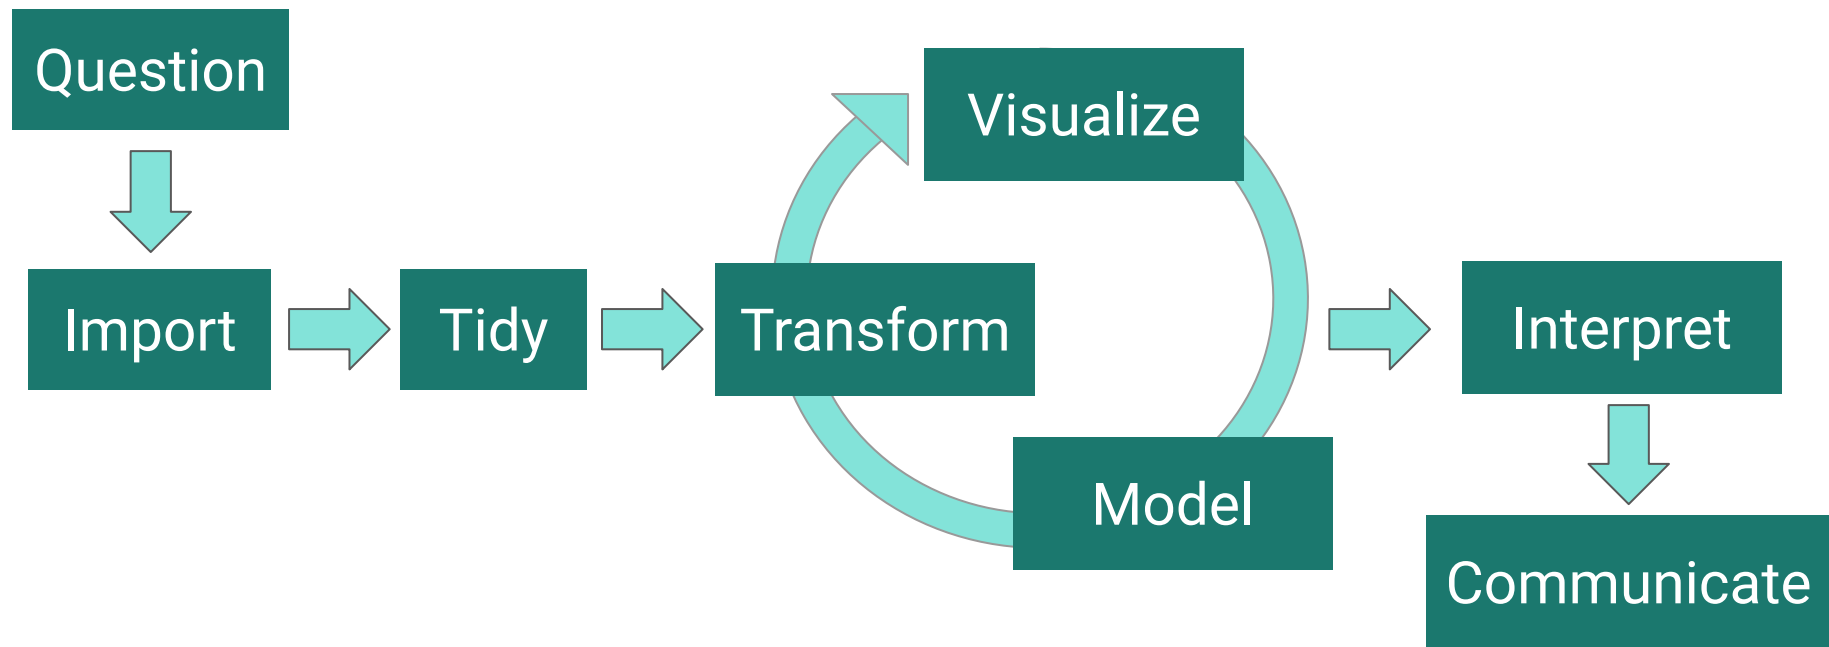 Question
Import
Tidy
Transform
Visualize
Model
Interpret
Communicate